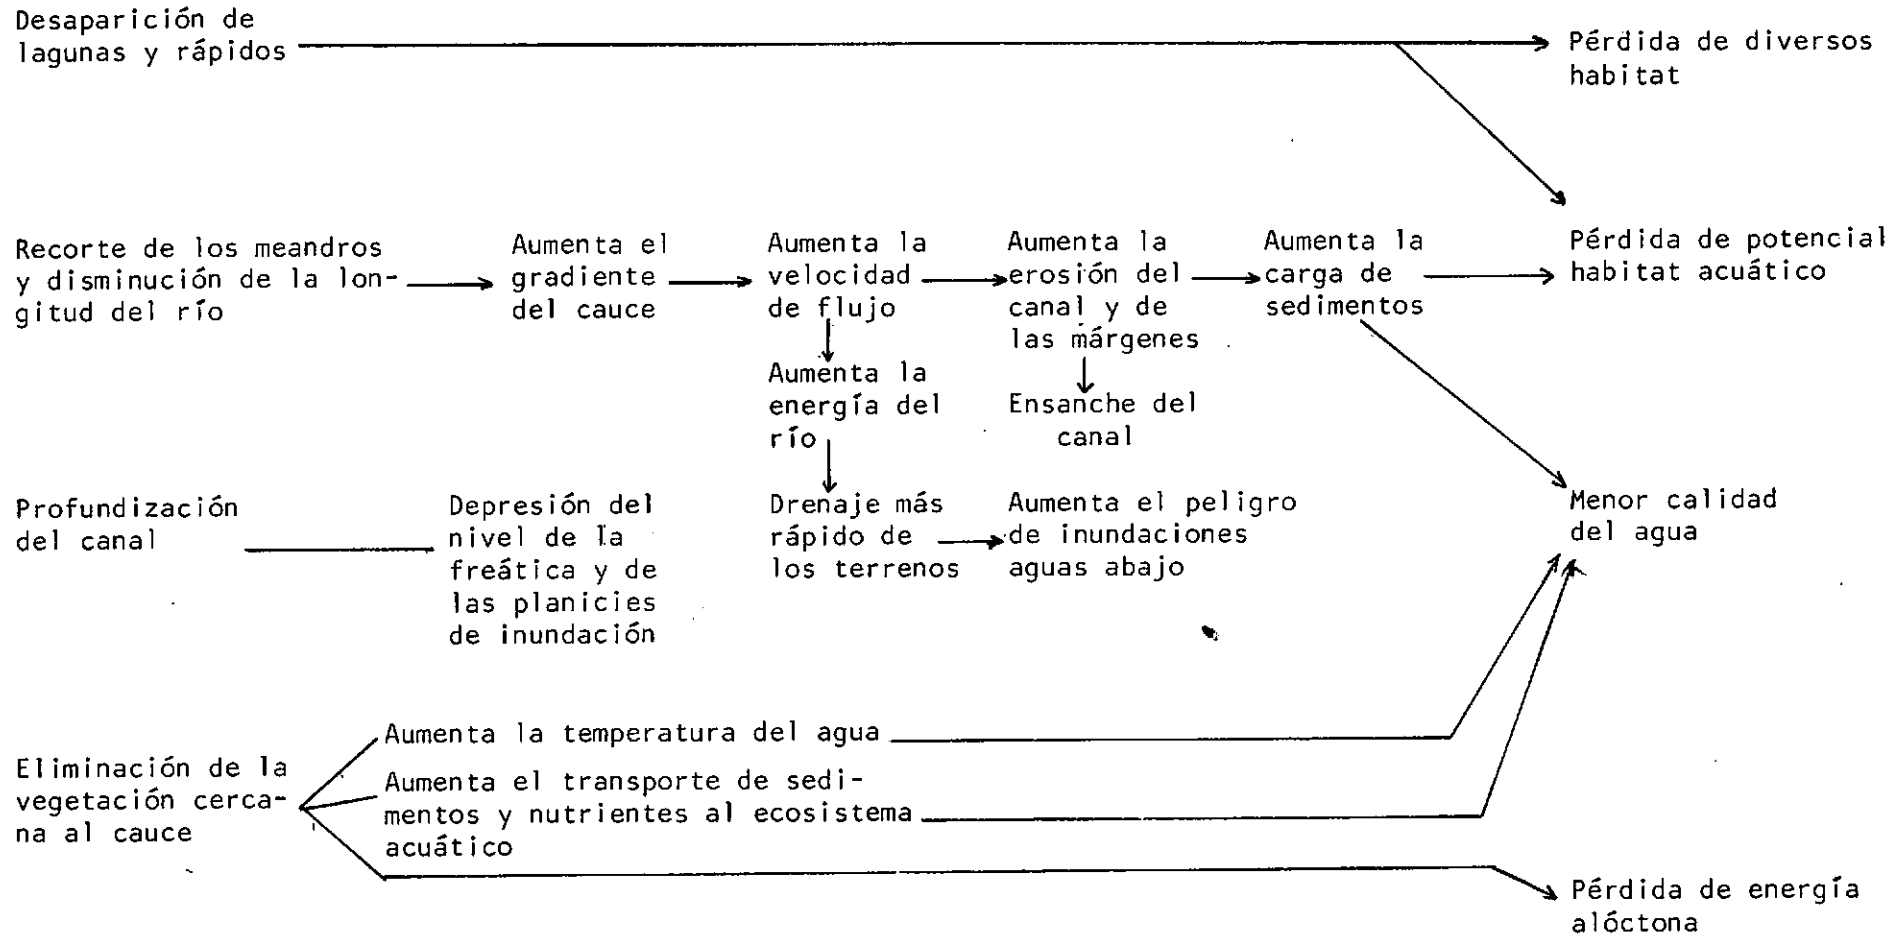 Desaparición de
lagunas y rápidos
Pérdida de diversos
habitat
Recorte de los meandros
y disminución de la lon-
gitud del río
Aumenta el
gradiente
del cauce
Aumenta la
velocidad
de flujo
Aumenta la
erosión del
canal y de
las márgenes
Aumenta la
carga de
sedimentos
Pérdida de potencial
habitat acuático
Aumenta la
energía del
río
Ensanche del
canal
Profundización
del canal
Depresión del
nivel de la
freática y de
las planicies
de inundación
Drenaje más
rápido de
los terrenos
Aumenta el peligro
de inundaciones
aguas abajo
Menor calidad
del agua
Eliminación de la
vegetación cerca-
na al cauce
Aumenta la temperatura del agua
Aumenta el transporte de sedi-
mentos y nutrientes al ecosistema
acuático
Pérdida de energía
alóctona